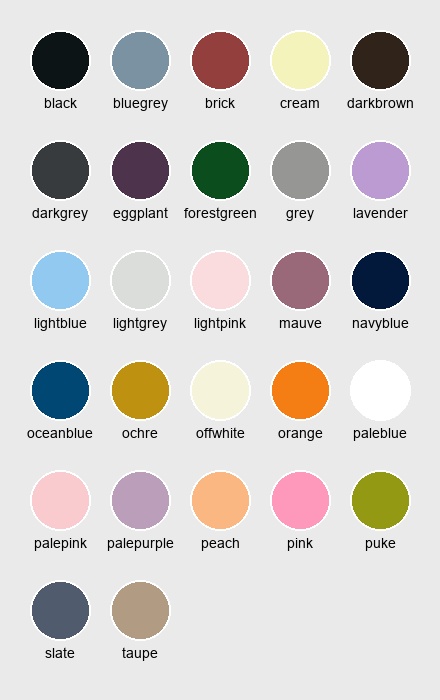 black bluegrey brick cream darkbrown
darkgrey eggplant forestgreen grey lavender
lightblue lightgrey lightpink mauve navyblue
oceanblue ochre offwhite orange paleblue
palepink palepurple peach pink puke
slate taupe